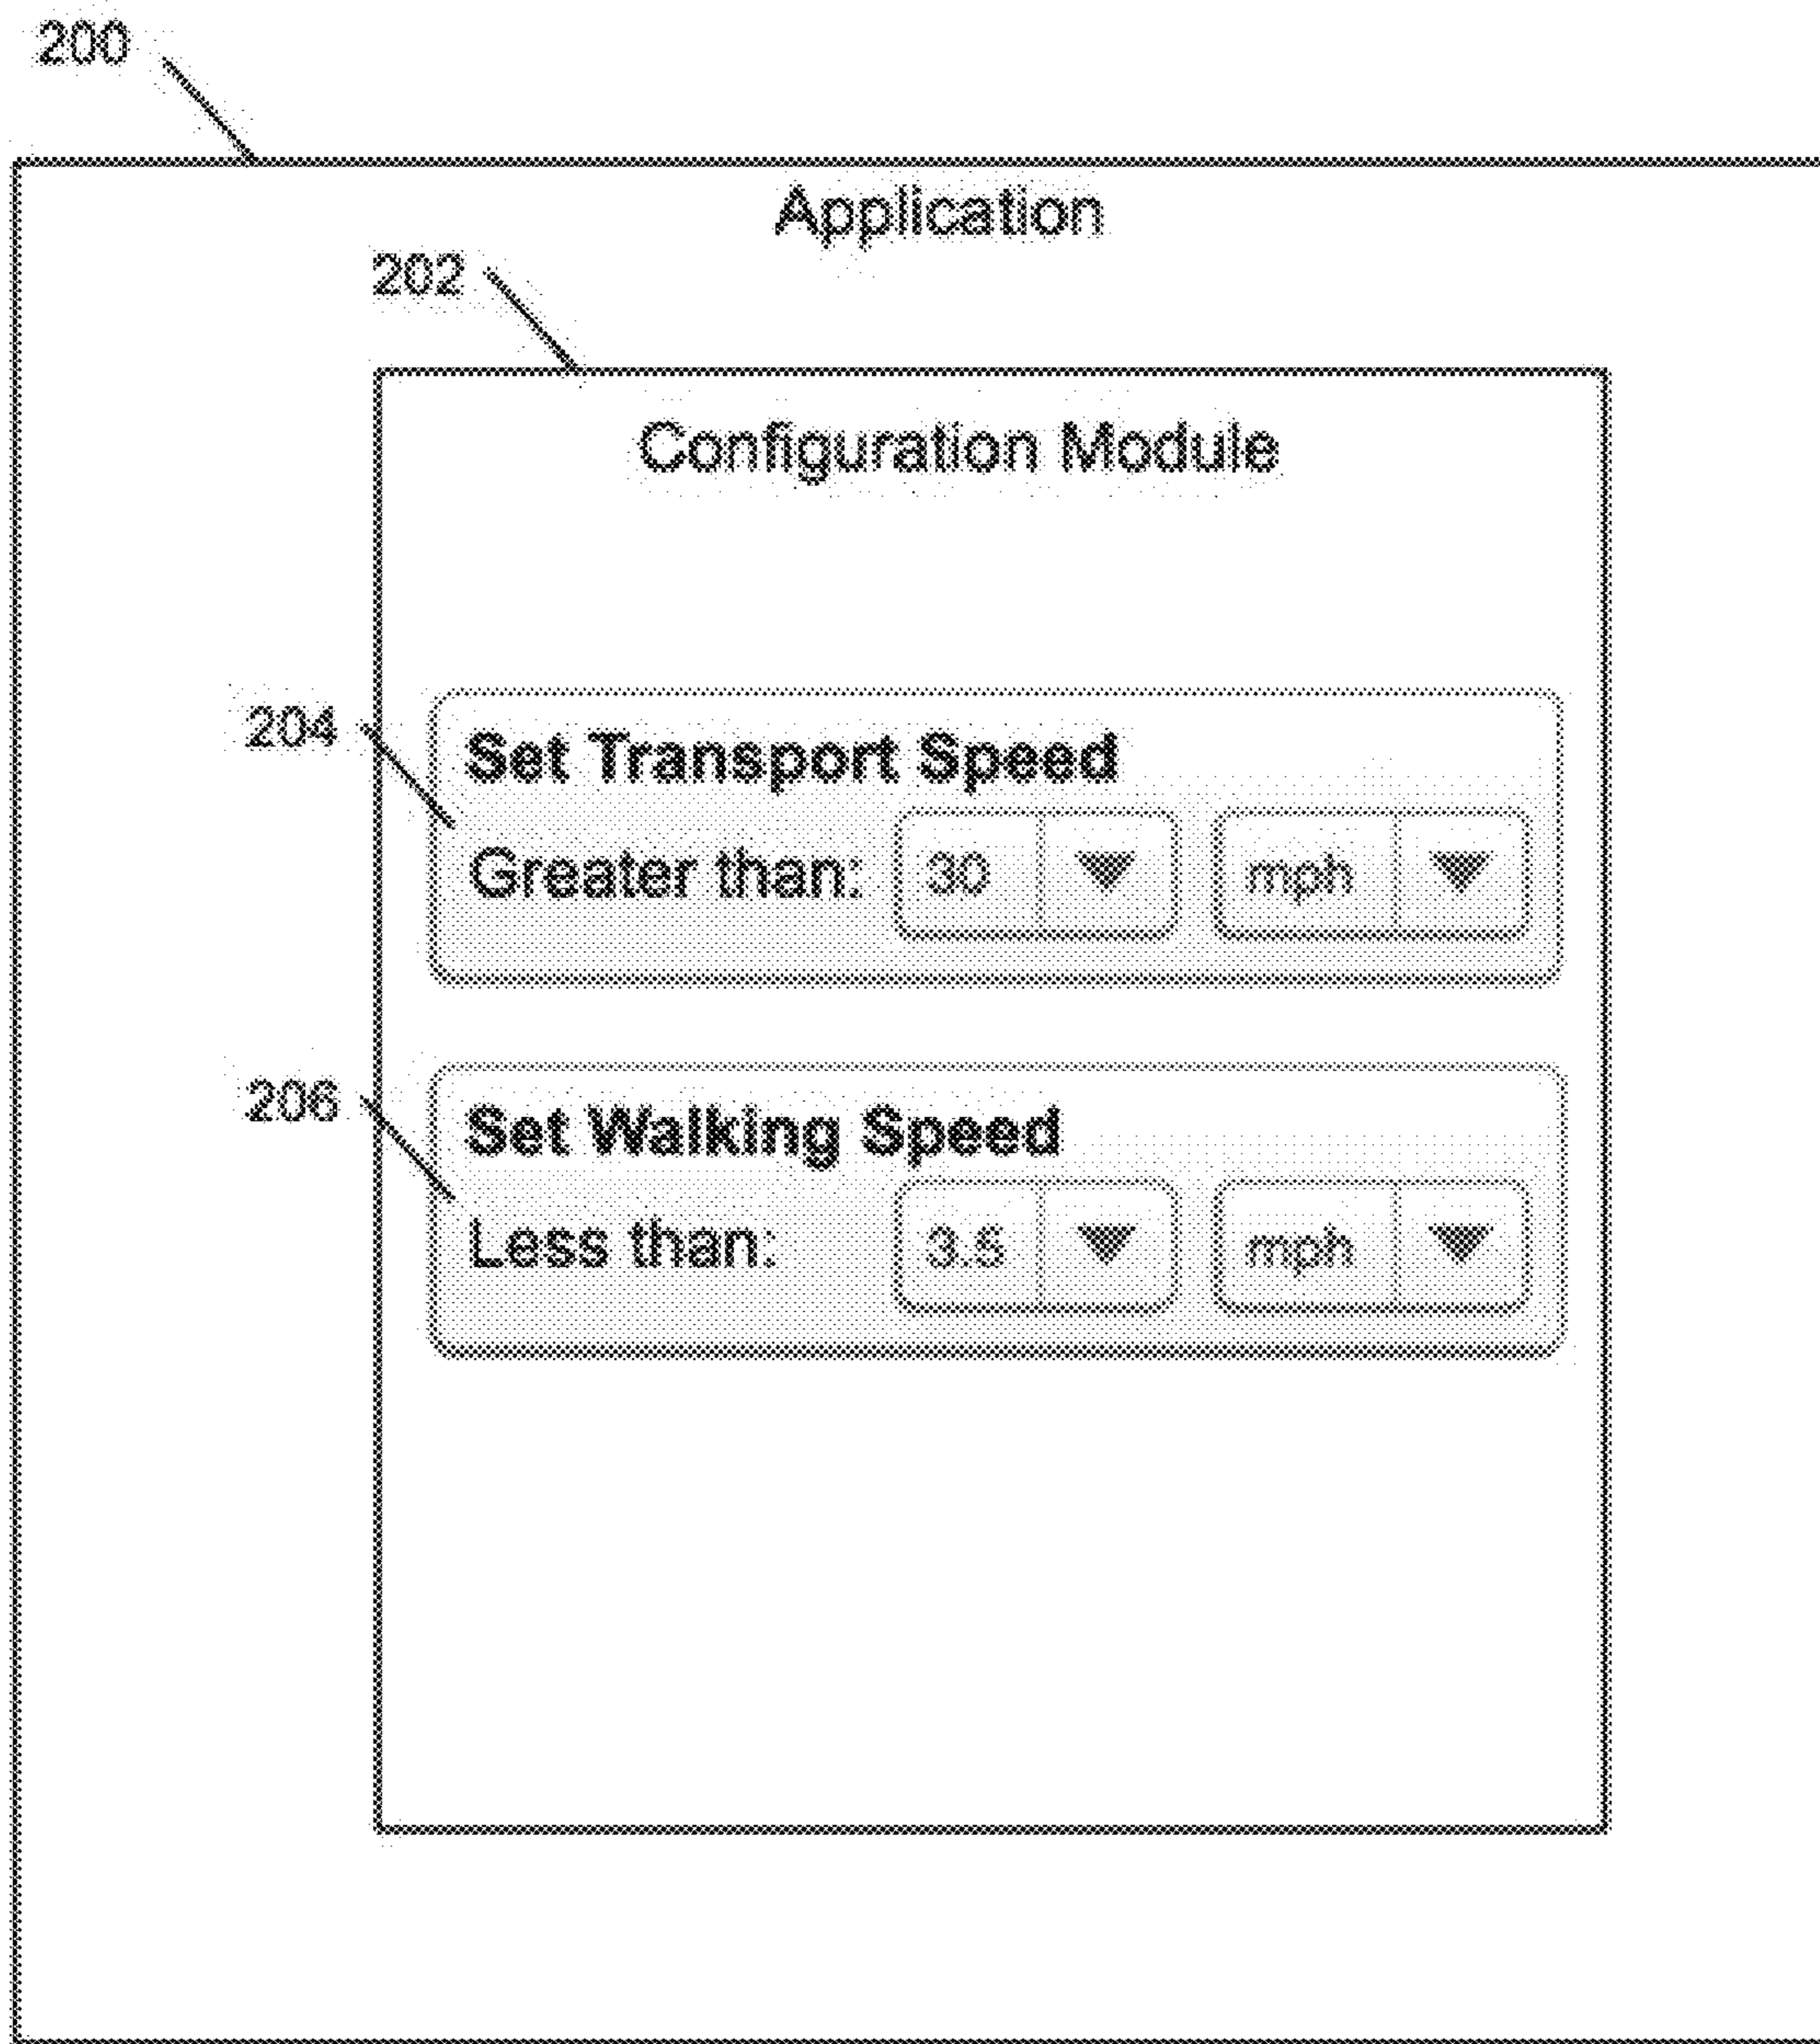 200
Application
202
Configuration Module
204
Set Transport Speed
Greater than: 30 mph
206
Set Walking Speed
Less than: 3.5 mph